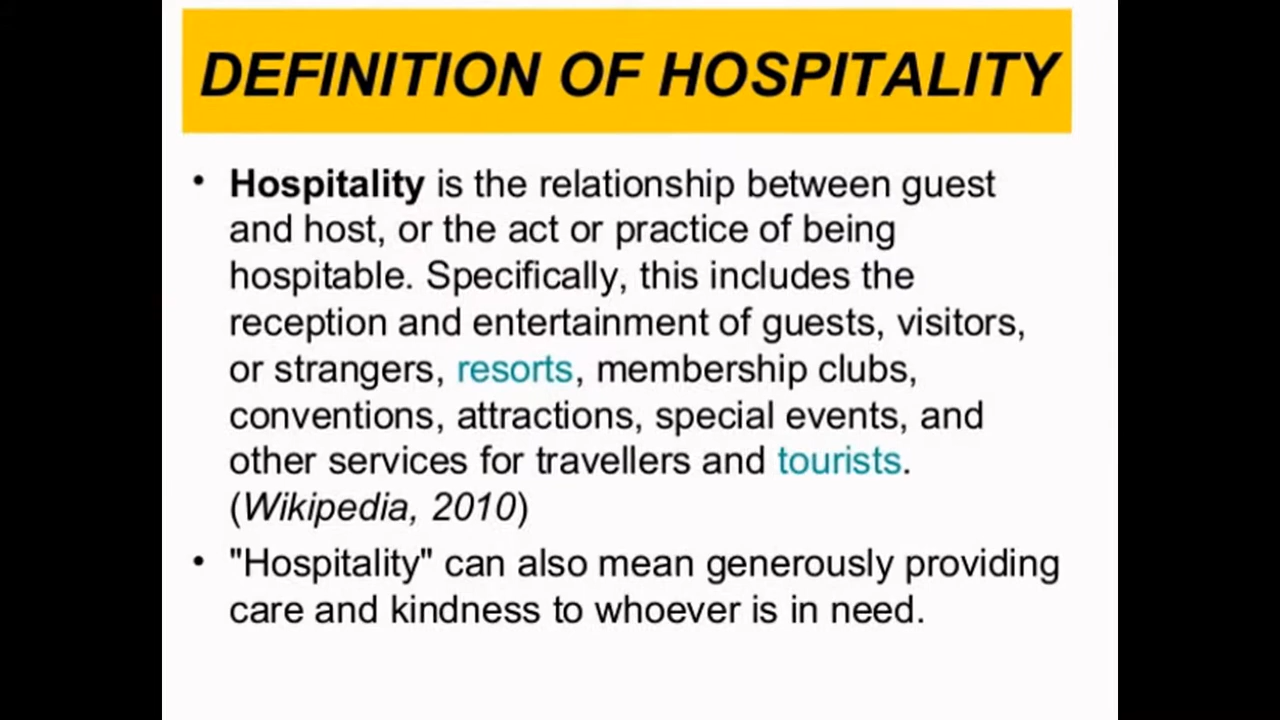 DEFINITION OF HOSPITALITY
• Hospitality is the relationship between guest
and host, or the act or practice of being
hospitable. Specifically, this includes the
reception and entertainment of guests, visitors,
or strangers, resorts, membership clubs,
conventions, attractions, special events, and
other services for travellers and tourists.
(Wikipedia, 2010)
• "Hospitality" can also mean generously providing
care and kindness to whoever is in need.